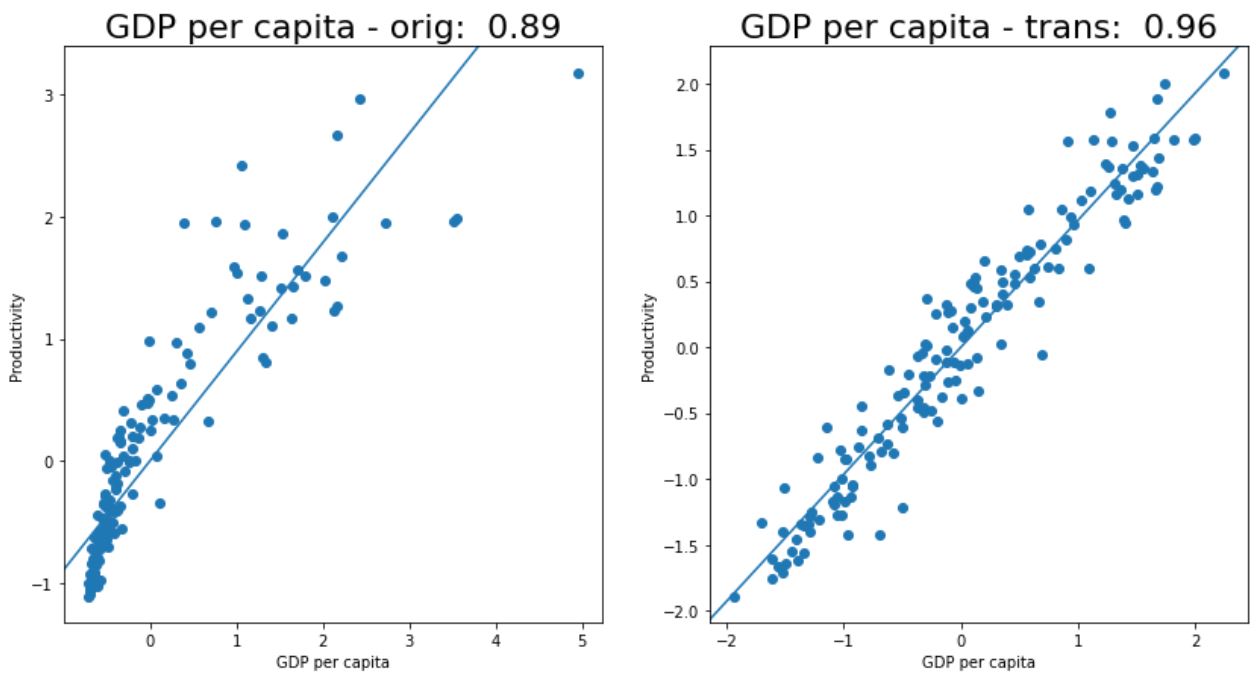 GDP per capita - orig: 0.89
3
2
1
0
−1
Productivity
0 1 2 3 4 5
GDP per capita
GDP per capita - trans: 0.96
2.0
1.5
1.0
0.5
0.0
−0.5
−1.0
−1.5
−2.0
Productivity
−2 −1 0 1 2
GDP per capita